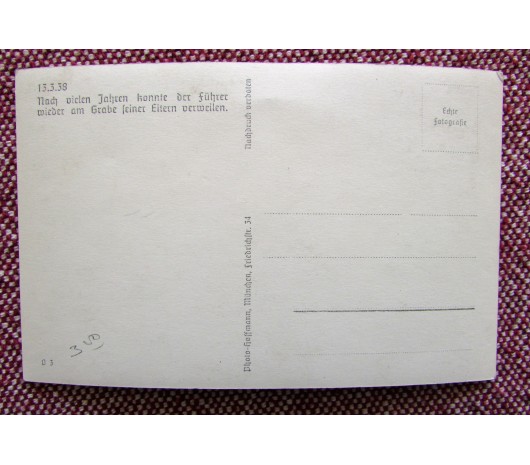 13.3.38
Nach vielen Jahren konnte der Führer
wieder am Grabe seiner Eltern verweilen.
Echte
Fotografie
Nachdruck verboten
Photo-Hoffmann, München, Friedrichstr. 34